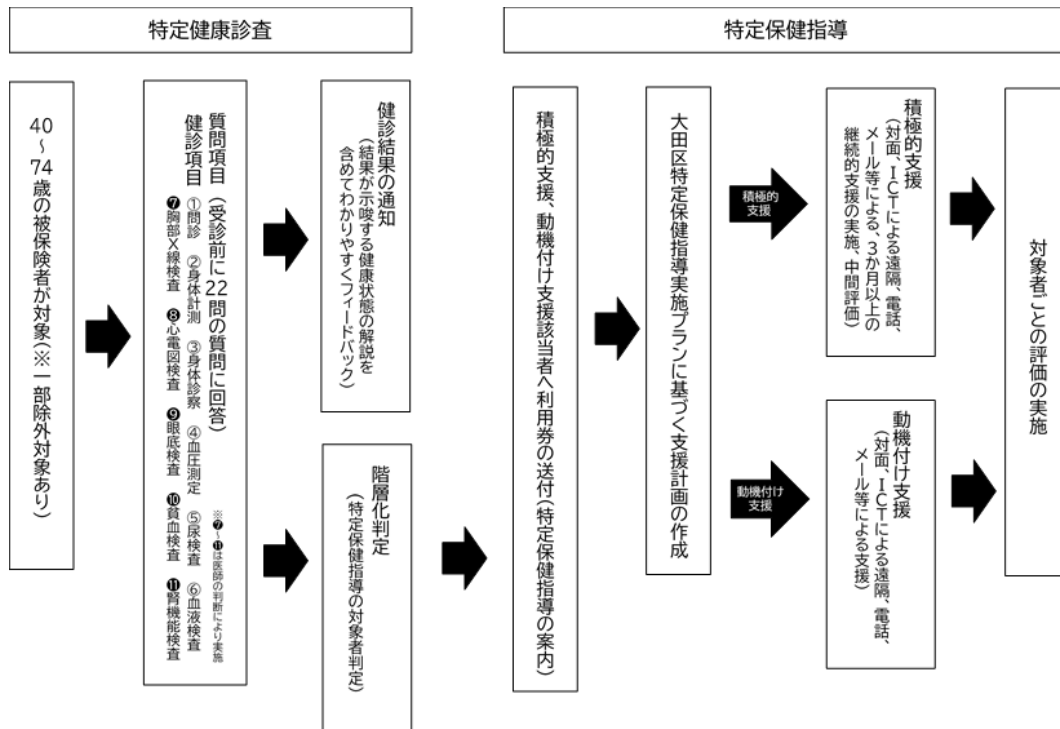 特定健康診査
特定保健指導
40～74歳の被保険者が対象(※一部除外対象あり)
質問項目（受診前に22問の質問に回答）
健診項目　①問診　②身体計測　③身体診察　④血圧測定　⑤尿検査　⑥血液検査
❼胸部X線検査　❽心電図検査　❾眼底検査　❿貧血検査　⓫腎機能検査
※❼～⓫は医師の判断により実施
健診結果の通知
（結果が示唆する健康状態の解説を
含めてわかりやすくフィードバック）
階層化判定
（特定保健指導の対象者判定）
積極的支援、動機付け支援該当者へ利用券の送付（特定保健指導の案内）
大田区特定保健指導実施プランに基づく支援計画の作成
積極的
支援
動機付け
支援
積極的支援
（対面、ICTによる遠隔、電話、
メール等による、3か月以上の
継続的支援の実施、中間評価）
動機付け支援
（対面、ICTによる遠隔、電話、
メール等による支援）
対象者ごとの評価の実施